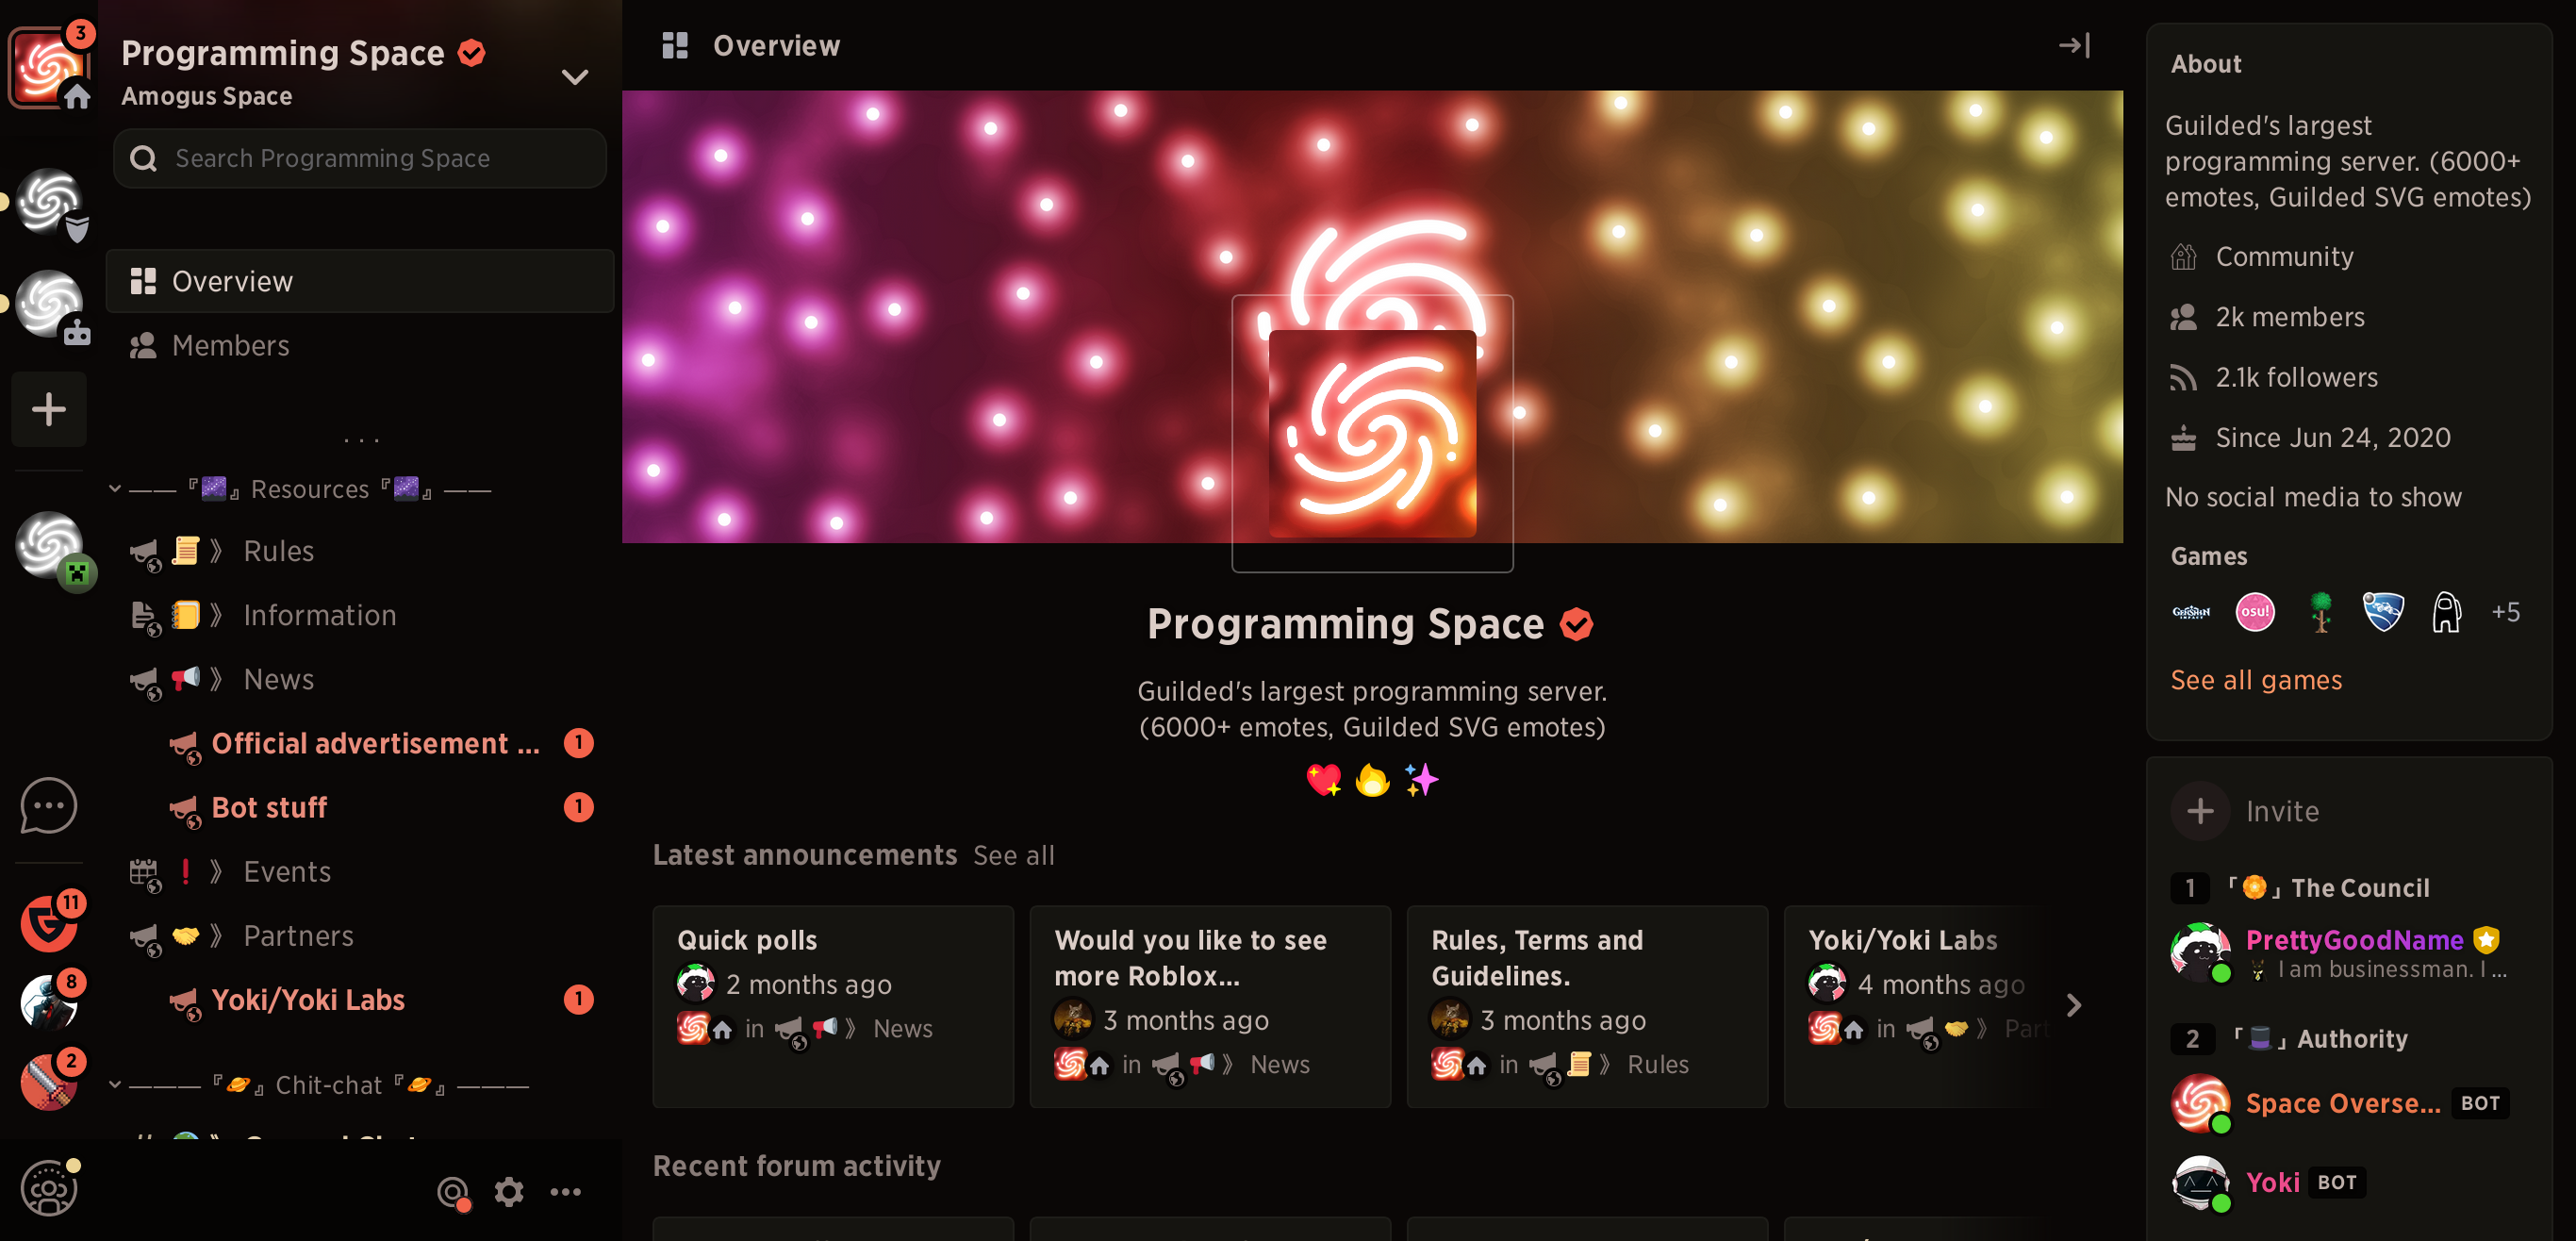 3
Programming Space
Amogus Space
Search Programming Space
Overview
Members
...
—— 『🌌』 Resources 『🌌』 ——
📜 》 Rules
📒 》 Information
📢 》 News
Official advertisement ...
1
Bot stuff
1
❗ 》 Events
🤝 》 Partners
Yoki/Yoki Labs
1
——— 『🪐』 Chit-chat 『🪐』 ———
11
8
2
Overview
Programming Space
Guilded's largest programming server.
(6000+ emotes, Guilded SVG emotes)
💖 🔥 ✨
Latest announcements See all
Quick polls
2 months ago
in 📢 》 News
Would you like to see
more Roblox...
3 months ago
in 📢 》 News
Rules, Terms and
Guidelines.
3 months ago
in 📜 》 Rules
Yoki/Yoki Labs
4 months ago
in 🤝 》 Part
Recent forum activity
About
Guilded's largest
programming server. (6000+
emotes, Guilded SVG emotes)
Community
2k members
2.1k followers
Since Jun 24, 2020
No social media to show
Games
GENSHIN IMPACT
osu!
+5
See all games
Invite
1 「🏵️」 The Council
PrettyGoodName
I am businessman. I ...
2 「🎩」 Authority
Space Overse... BOT
Yoki BOT